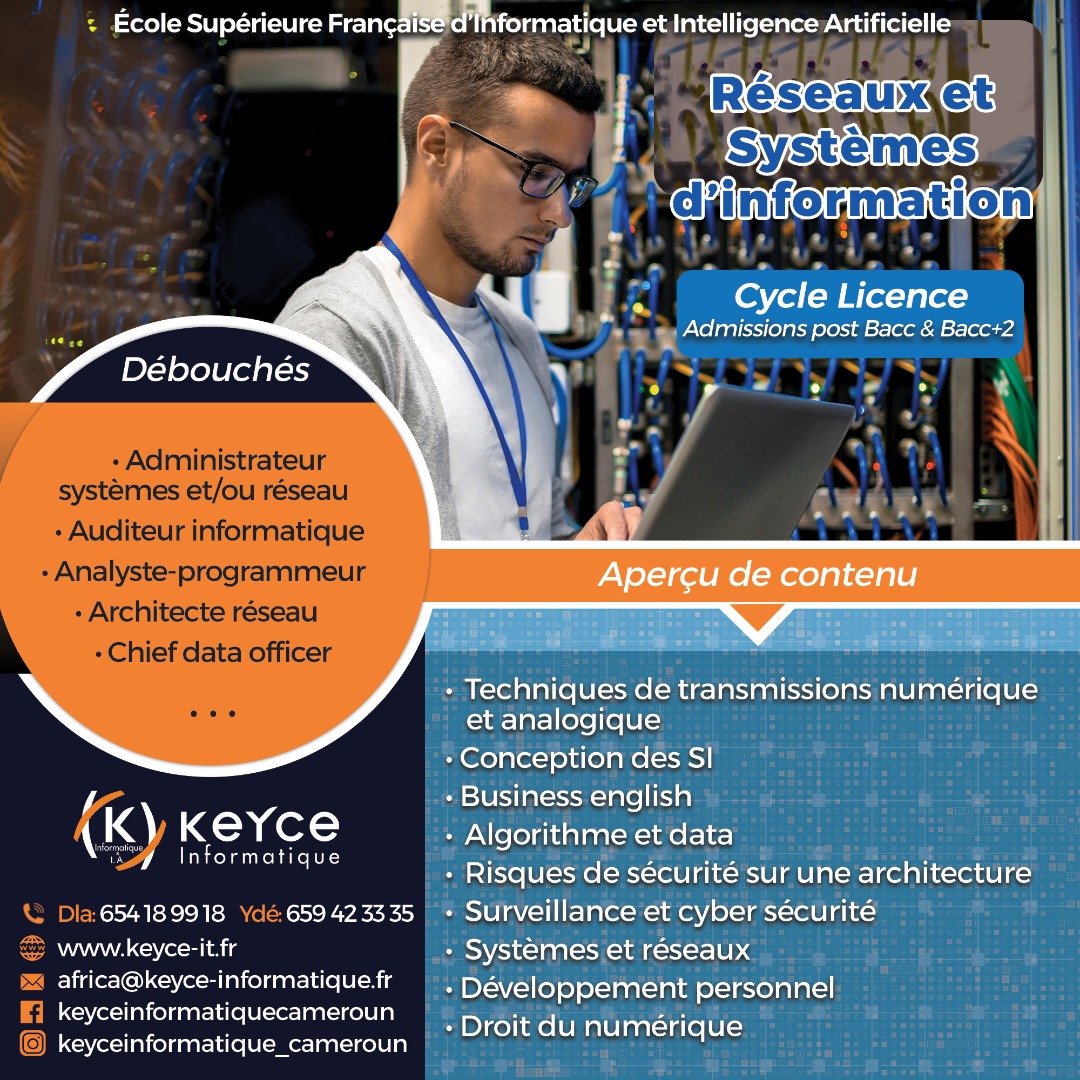 École Supérieure Française d'Informatique et Intelligence Artificielle
Réseaux et
Systèmes
d'information
Cycle Licence
Admissions post Bacc & Bacc+2
Débouchés
• Administrateur
systèmes et/ou réseau
• Auditeur informatique
• Analyste-programmeur
• Architecte réseau
• Chief data officer
. . .
Aperçu de contenu
• Techniques de transmissions numérique
et analogique
• Conception des SI
• Business english
• Algorithme et data
• Risques de sécurité sur une architecture
• Surveillance et cyber sécurité
• Systèmes et réseaux
• Développement personnel
• Droit du numérique
(K)
Informatique
&
I.A.
KEYCE
Informatique
Dla: 654 18 99 18 Ydé: 659 42 33 35
www.keyce-it.fr
africa@keyce-informatique.fr
keyceinformatiquecameroun
keyceinformatique_cameroun